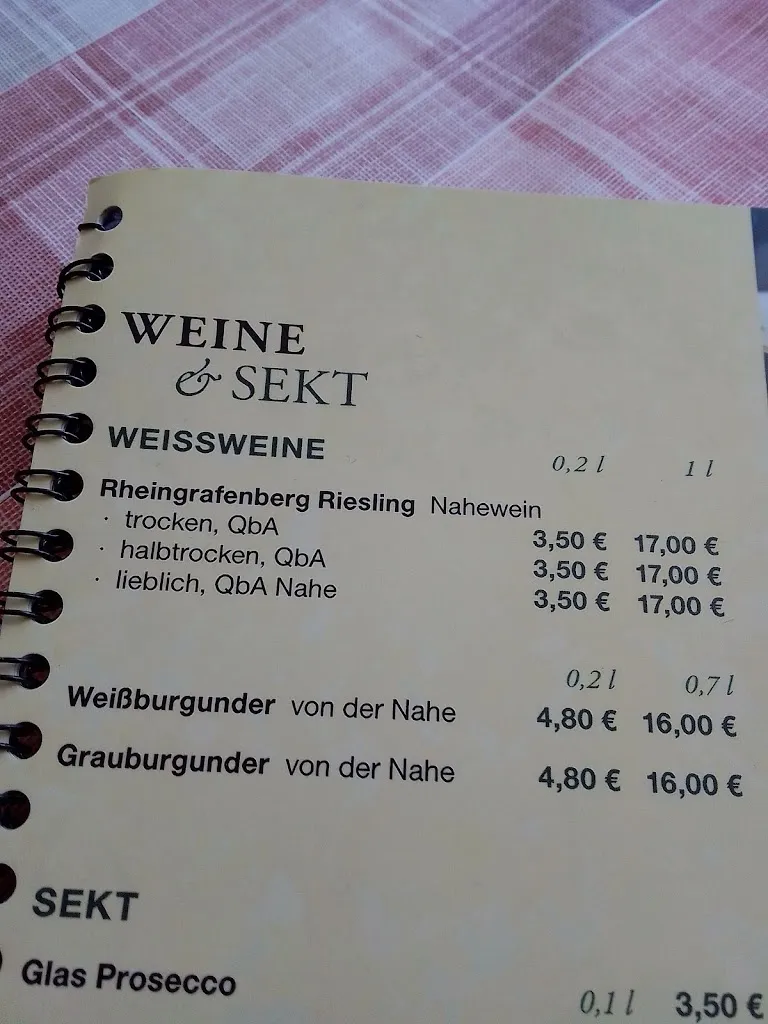 WEINE
& SEKT
WEISSWEINE 0,2 l 1 l
Rheingrafenberg Riesling Nahewein
· trocken, QbA 3,50 € 17,00 €
· halbtrocken, QbA 3,50 € 17,00 €
· lieblich, QbA Nahe 3,50 € 17,00 €
0,2 l 0,7 l
Weißburgunder von der Nahe 4,80 € 16,00 €
Grauburgunder von der Nahe 4,80 € 16,00 €
SEKT
Glas Prosecco 0,1 l 3,50 €